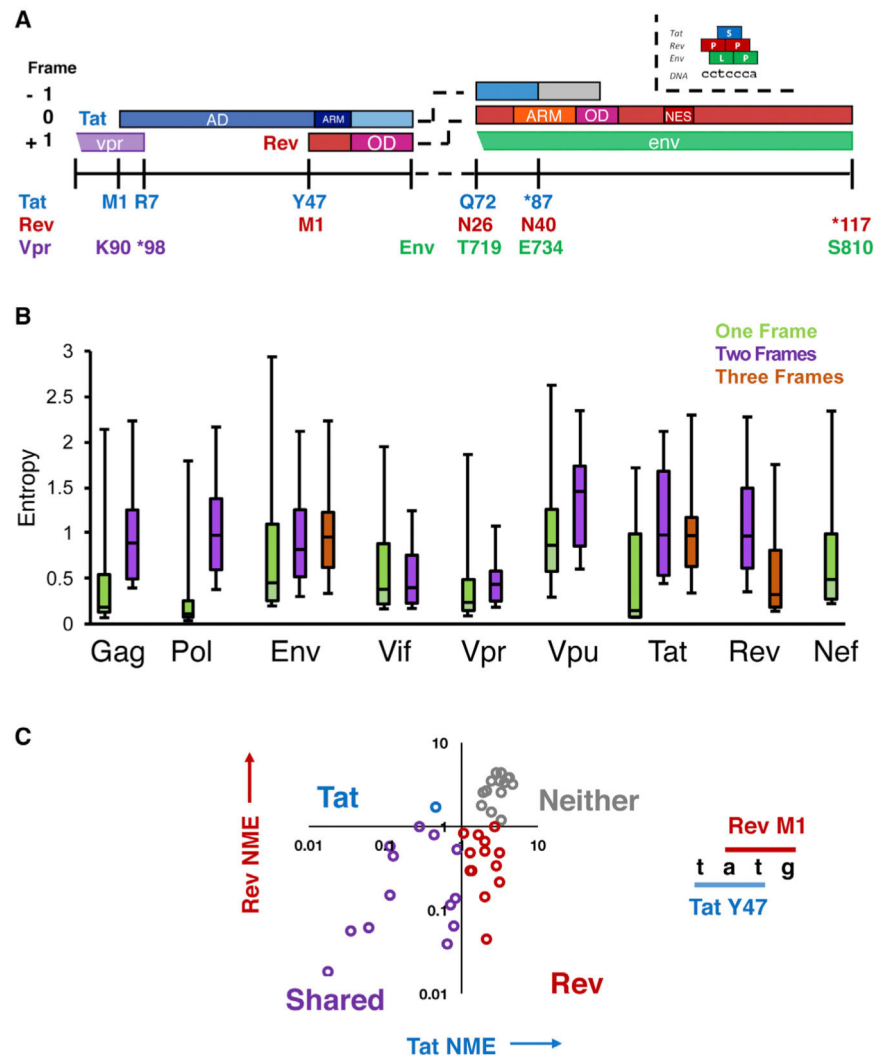 A
Tat S
Rev P P
Env L P
DNA cctccca
Frame
- 1
0 Tat AD ARM ARM OD NES
+ 1 vpr Rev OD env
Tat M1 R7 Y47 Q72 *87
Rev M1 N26 N40 *117
Vpr K90 *98 Env T719 E734 S810
B
One Frame
Two Frames
Three Frames
Entropy
3
2.5
2
1.5
1
0.5
0
Gag Pol Env Vif Vpr Vpu Tat Rev Nef
C
10
Tat Neither
Rev NME
1
0.01 0.1 1 10
Rev M1
t a t g
Tat Y47
0.1
Shared Rev
0.01
Tat NME